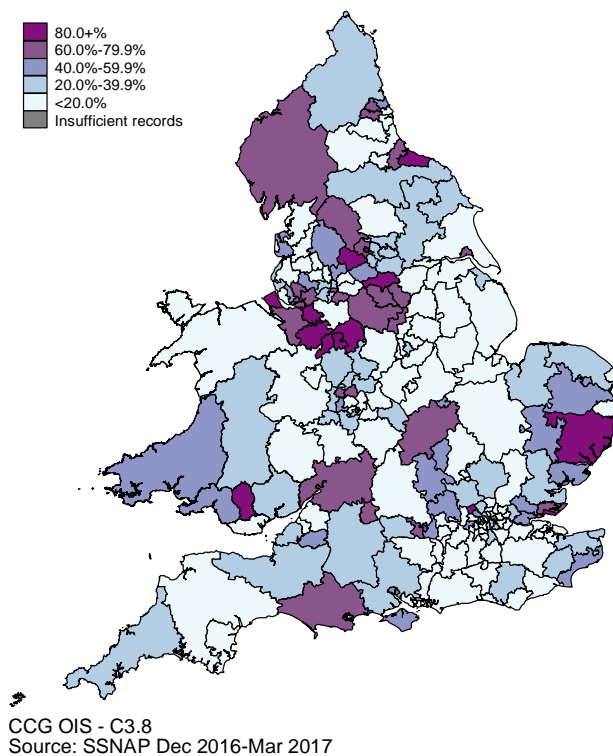 80.0+%
60.0%-79.9%
40.0%-59.9%
20.0%-39.9%
<20.0%
Insufficient records
CCG OIS - C3.8
Source: SSNAP Dec 2016-Mar 2017